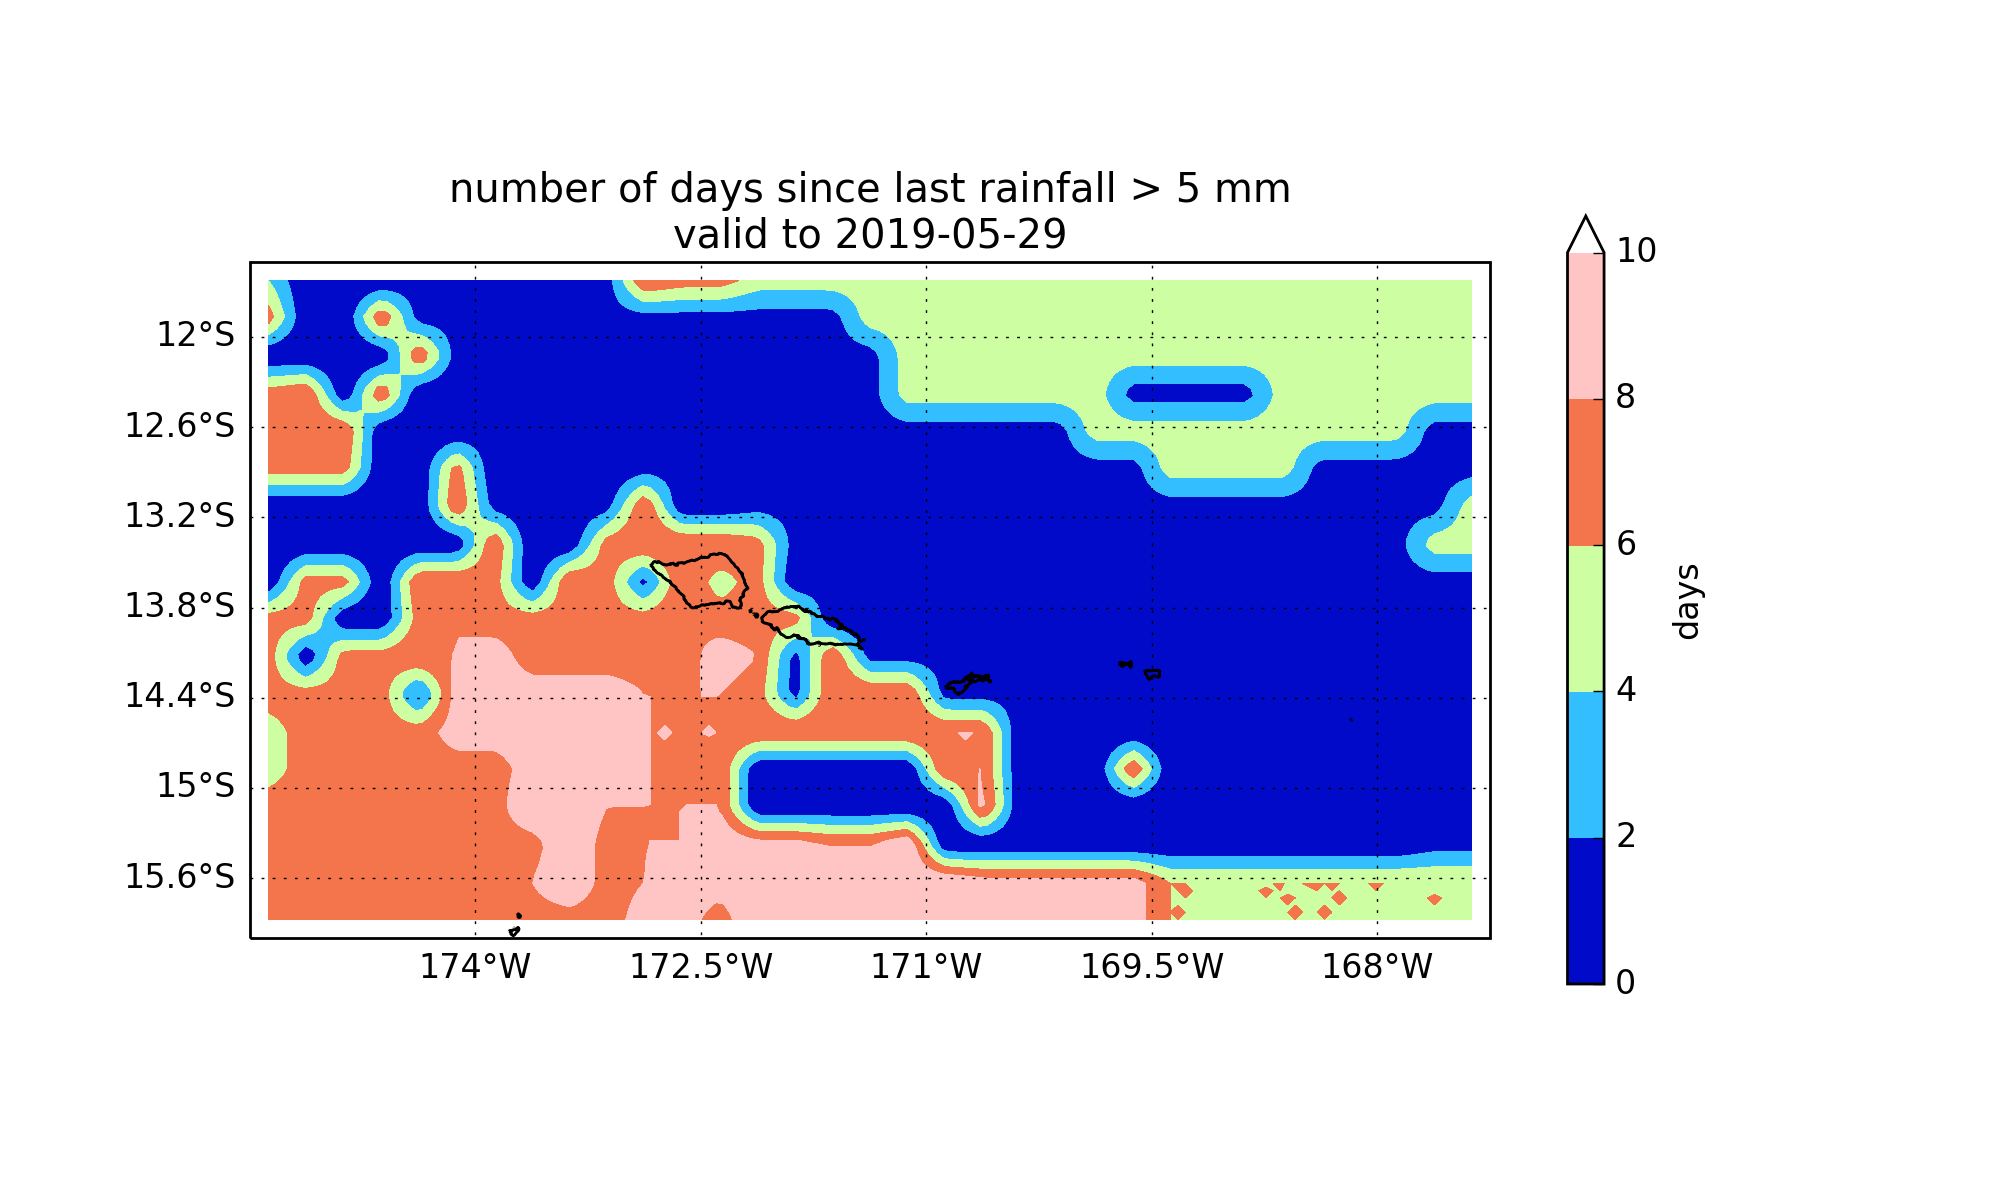 number of days since last rainfall > 5 mm
valid to 2019-05-29
12°S
12.6°S
13.2°S
13.8°S
14.4°S
15°S
15.6°S
174°W 172.5°W 171°W 169.5°W 168°W
10
8
6
4
2
0
days